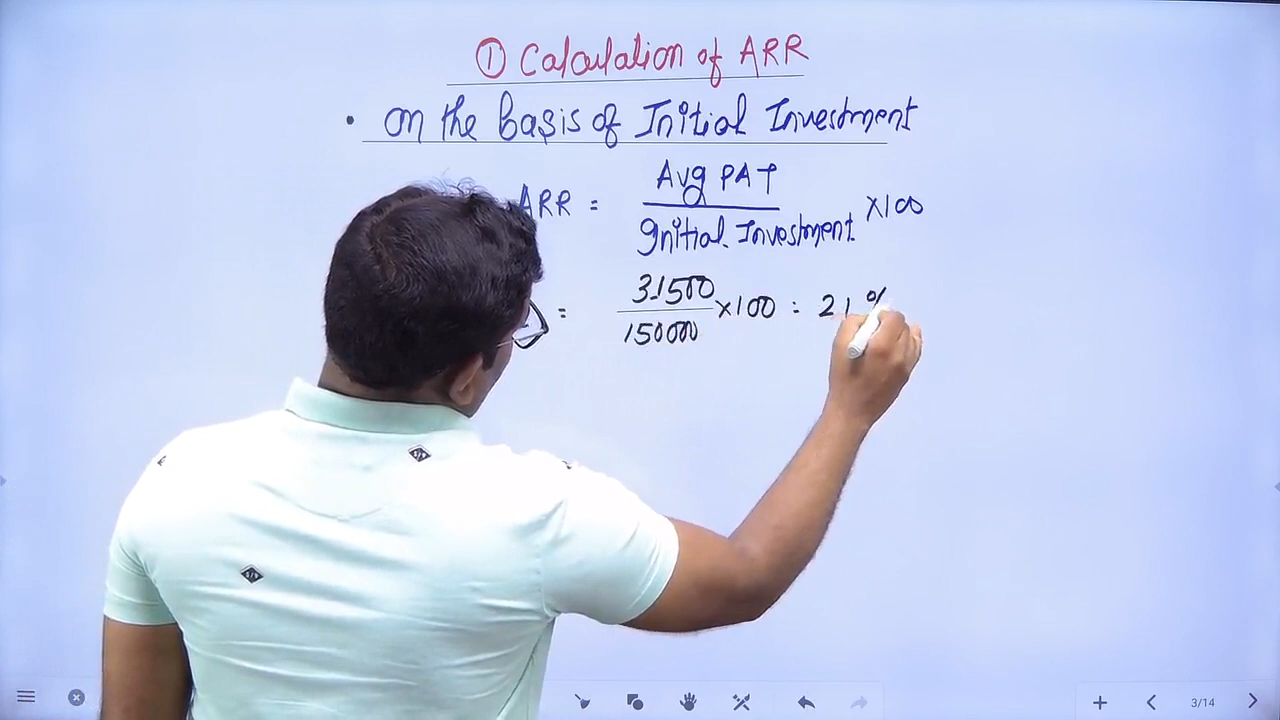 ① Calculation of ARR
• on the basis of Initial Investment
ARR = Avg PAT
Initial Investment ×100
= 31500
150000 ×100 = 21%
3/14